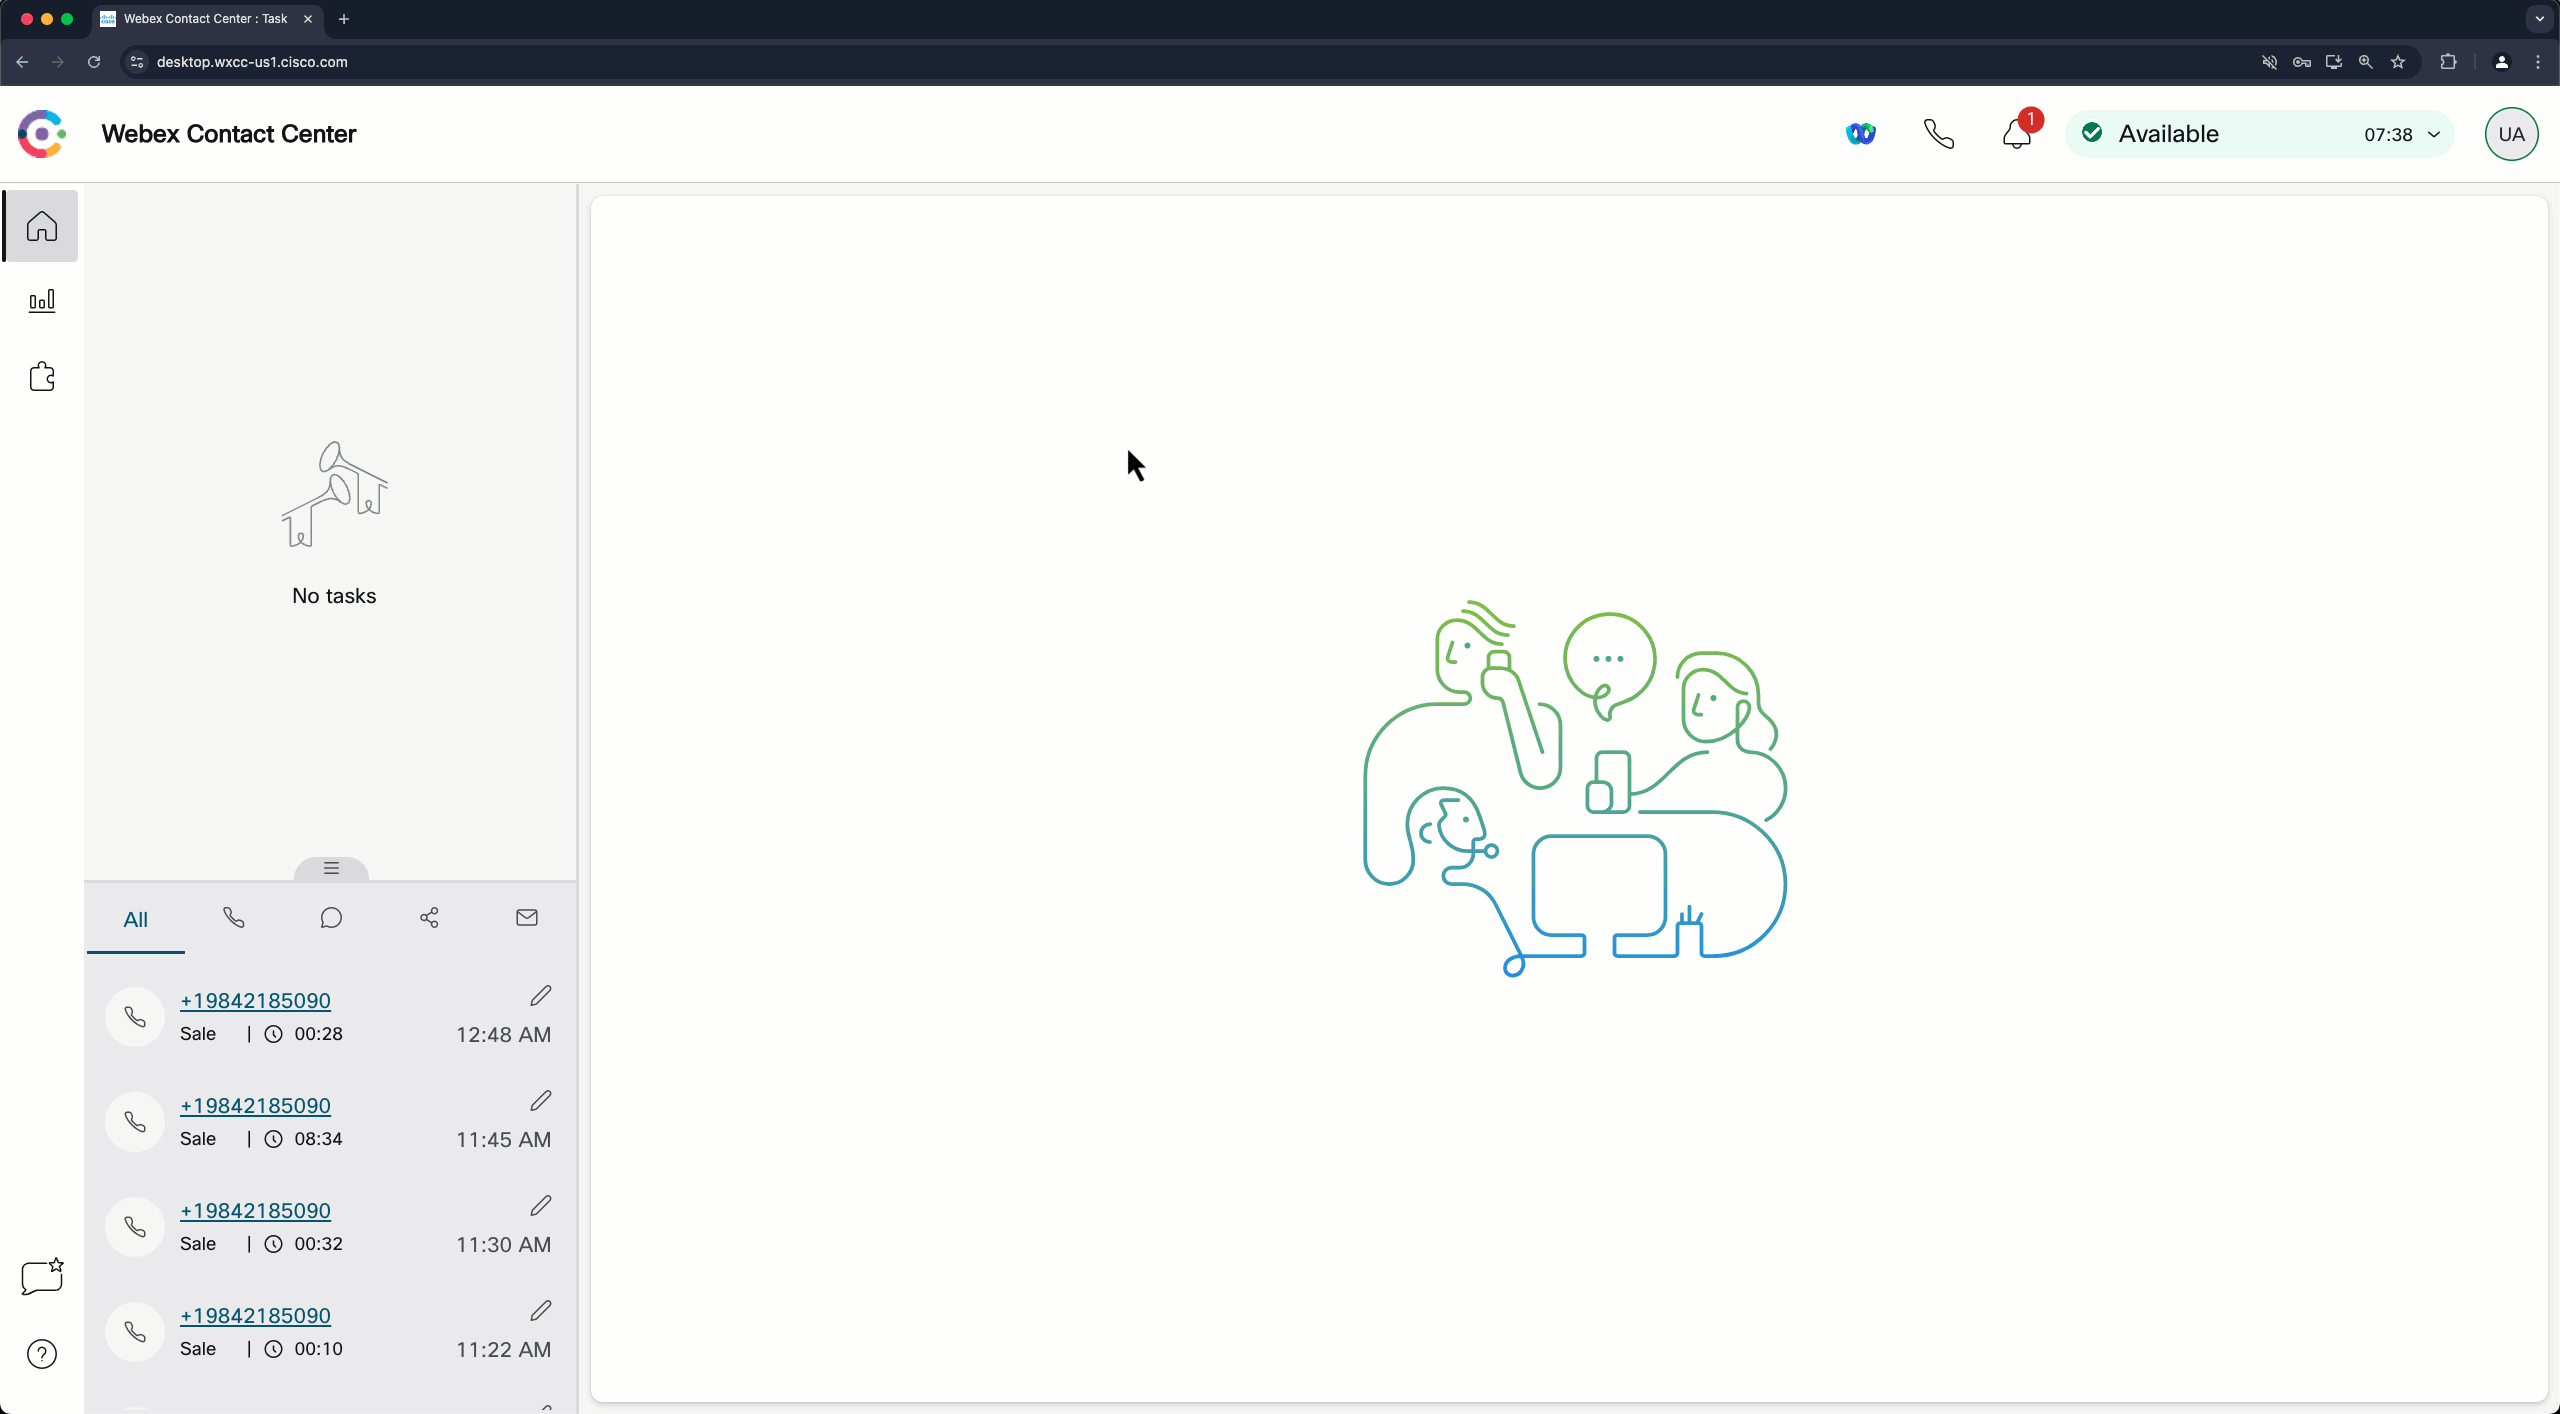 Webex Contact Center : Task
desktop.wxcc-us1.cisco.com
Webex Contact Center
1
Available 07:38
UA
No tasks
All
+19842185090
Sale | 00:28 12:48 AM
+19842185090
Sale | 08:34 11:45 AM
+19842185090
Sale | 00:32 11:30 AM
+19842185090
Sale | 00:10 11:22 AM